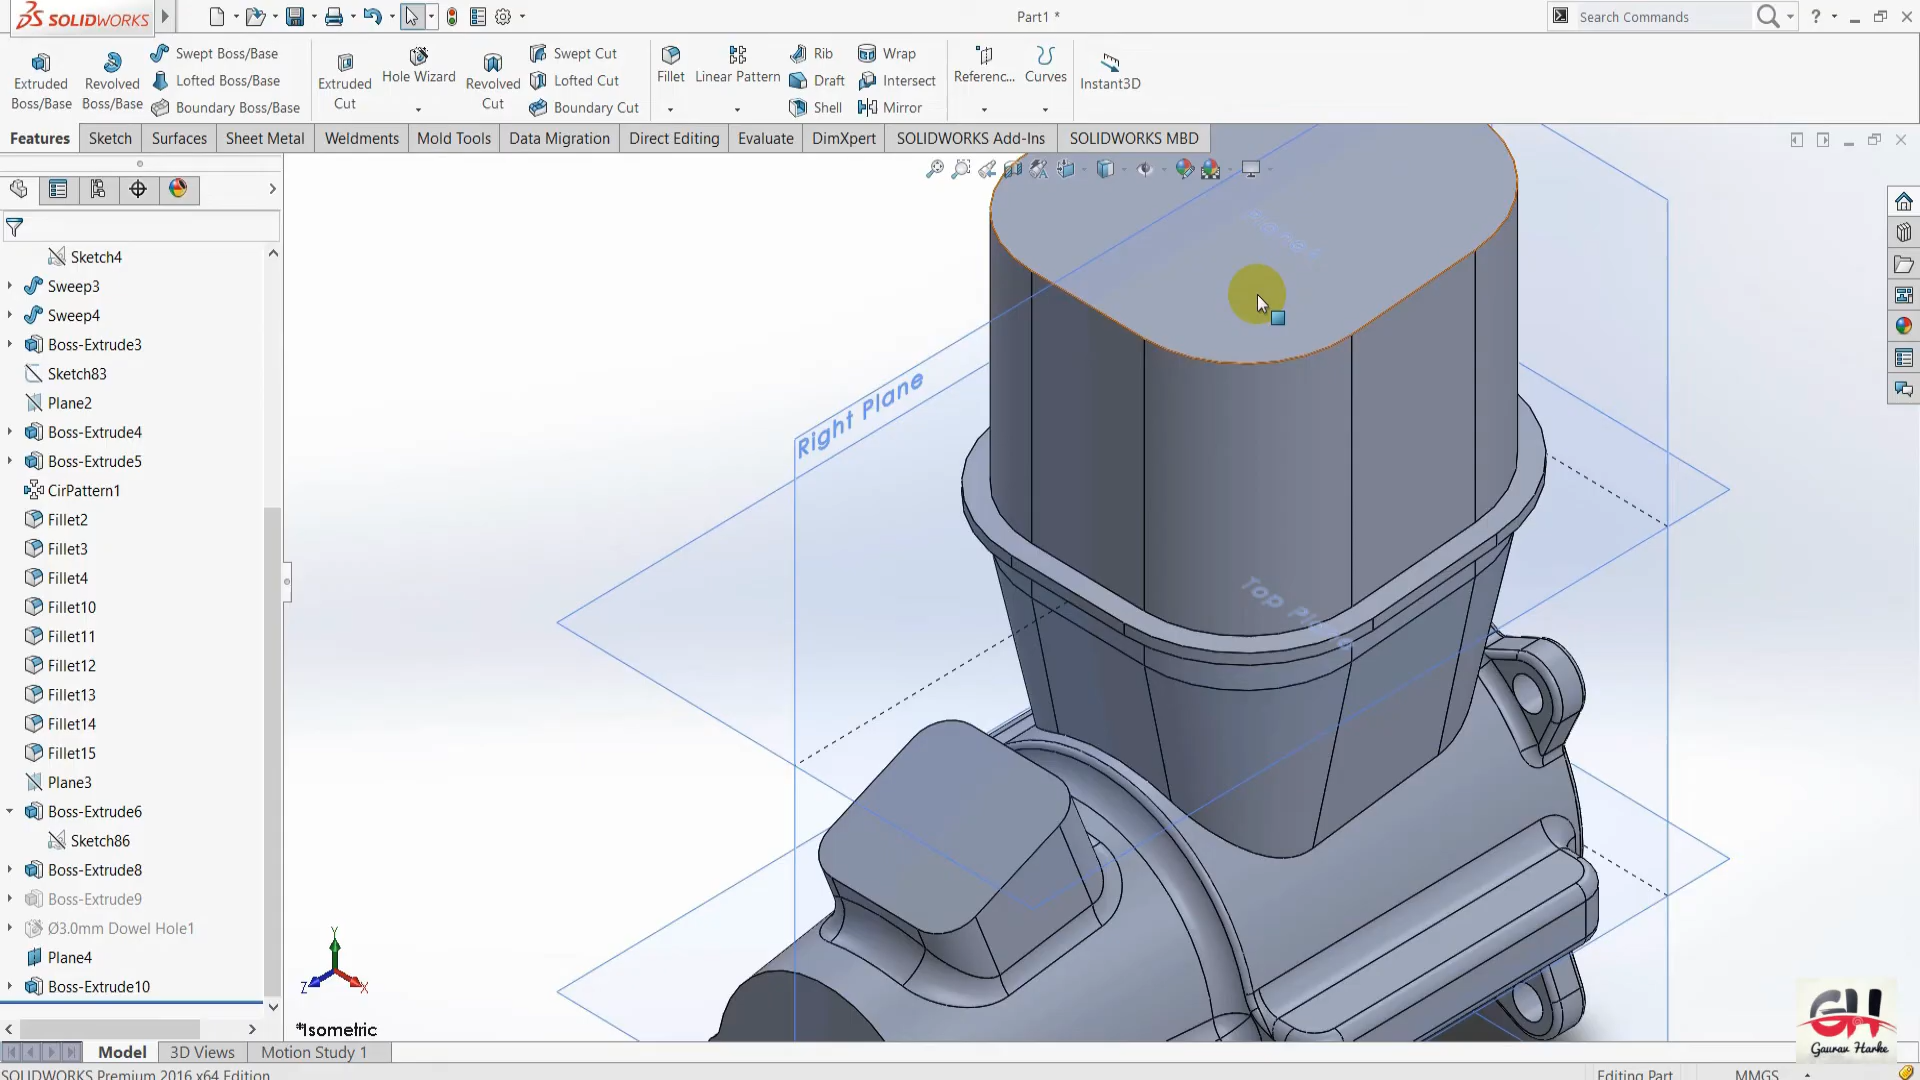 SOLIDWORKS
Part1 *
Search Commands
Extruded Boss/Base
Revolved Boss/Base
Swept Boss/Base
Lofted Boss/Base
Boundary Boss/Base
Extruded Cut
Hole Wizard
Revolved Cut
Swept Cut
Lofted Cut
Boundary Cut
Fillet
Linear Pattern
Rib
Draft
Shell
Wrap
Intersect
Mirror
Referenc...
Curves
Instant3D
Features
Sketch
Surfaces
Sheet Metal
Weldments
Mold Tools
Data Migration
Direct Editing
Evaluate
DimXpert
SOLIDWORKS Add-Ins
SOLIDWORKS MBD
Sketch4
Sweep3
Sweep4
Boss-Extrude3
Sketch83
Plane2
Boss-Extrude4
Boss-Extrude5
CirPattern1
Fillet2
Fillet3
Fillet4
Fillet10
Fillet11
Fillet12
Fillet13
Fillet14
Fillet15
Plane3
Boss-Extrude6
Sketch86
Boss-Extrude8
Boss-Extrude9
Ø3.0mm Dowel Hole1
Plane4
Boss-Extrude10
Right Plane
Top Plane
Y
Z
X
*Isometric
GH
Gaurav Harke
Model
3D Views
Motion Study 1
SOLIDWORKS Premium 2016 x64 Edition
Editing Part
MMGS